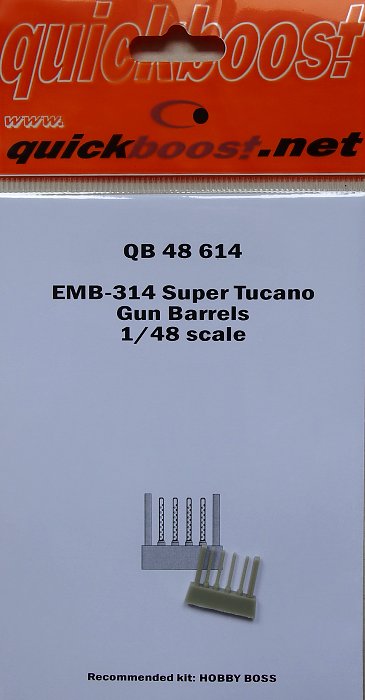 quickboost
www.
quickboost.net
QB 48 614
EMB-314 Super Tucano
Gun Barrels
1/48 scale
Recommended kit: HOBBY BOSS